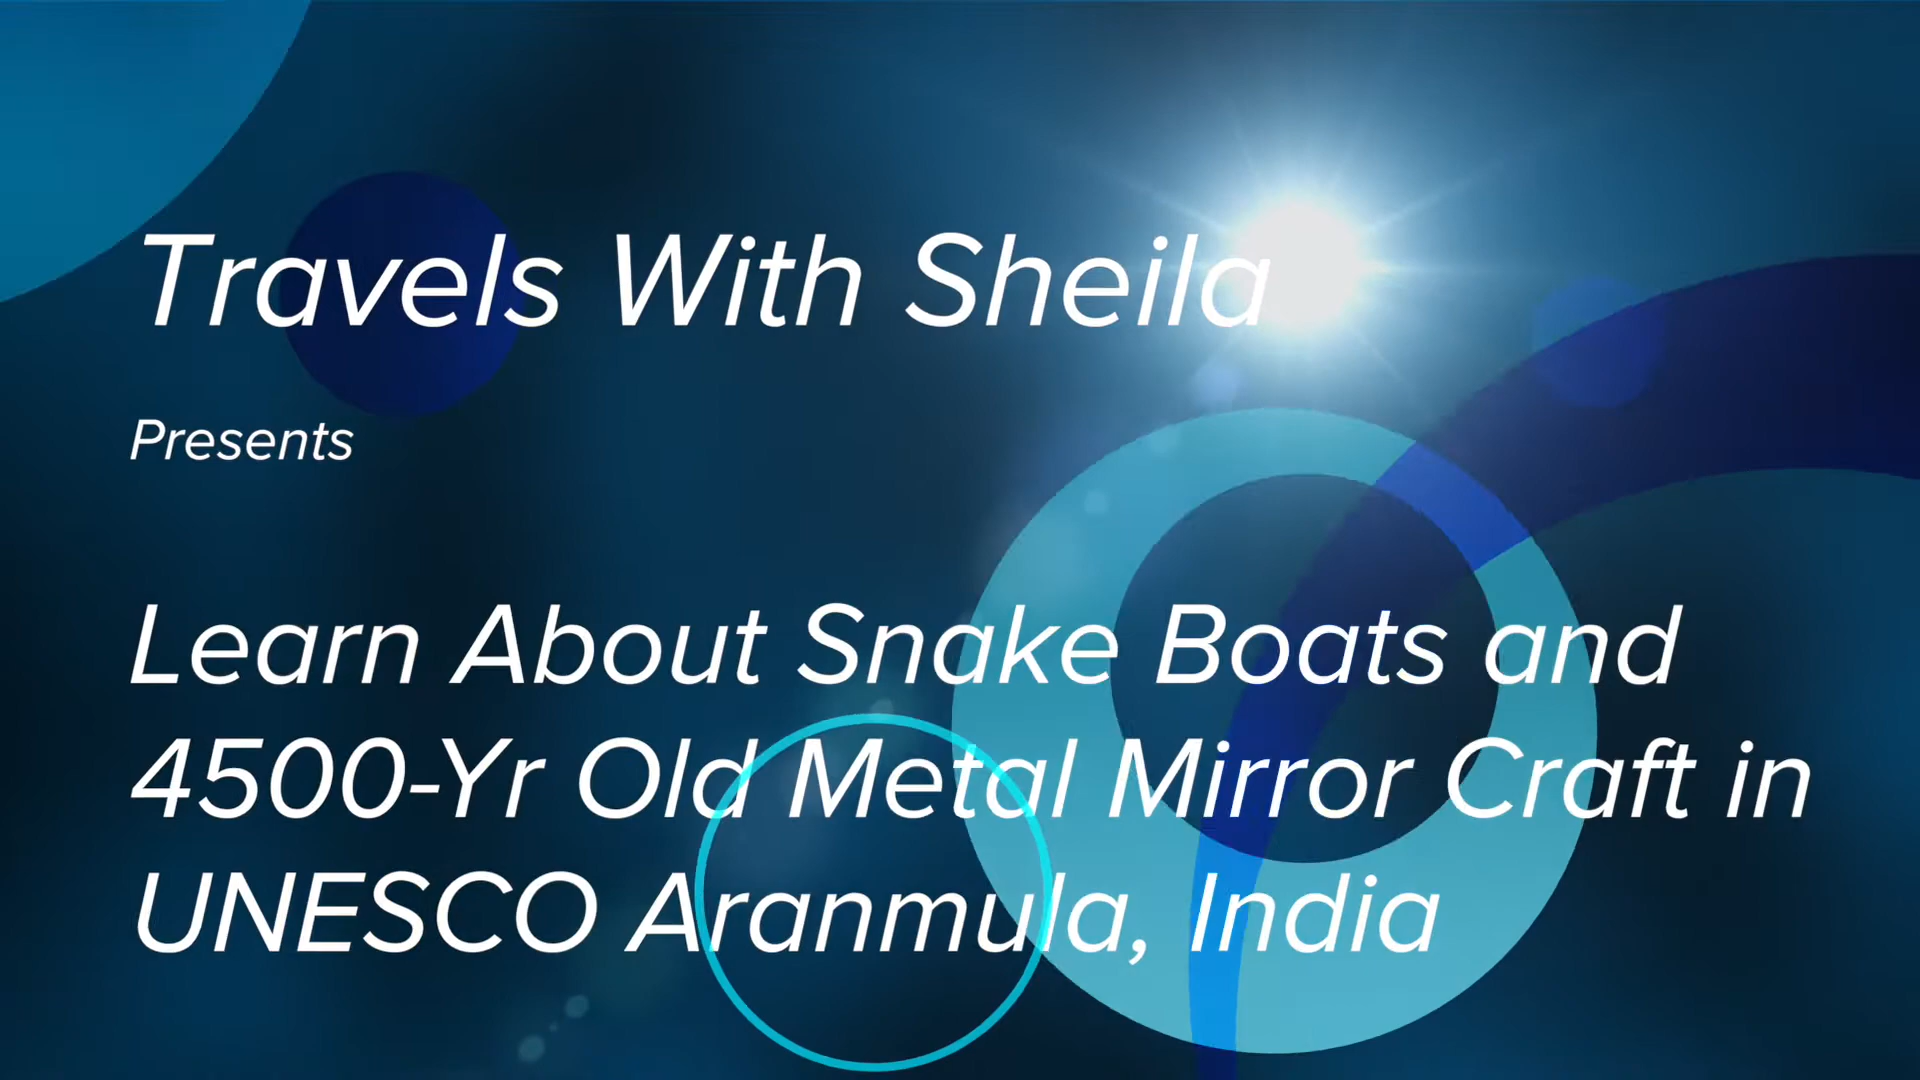 Travels With Sheila
Presents
Learn About Snake Boats and
4500-Yr Old Metal Mirror Craft in
UNESCO Aranmula, India